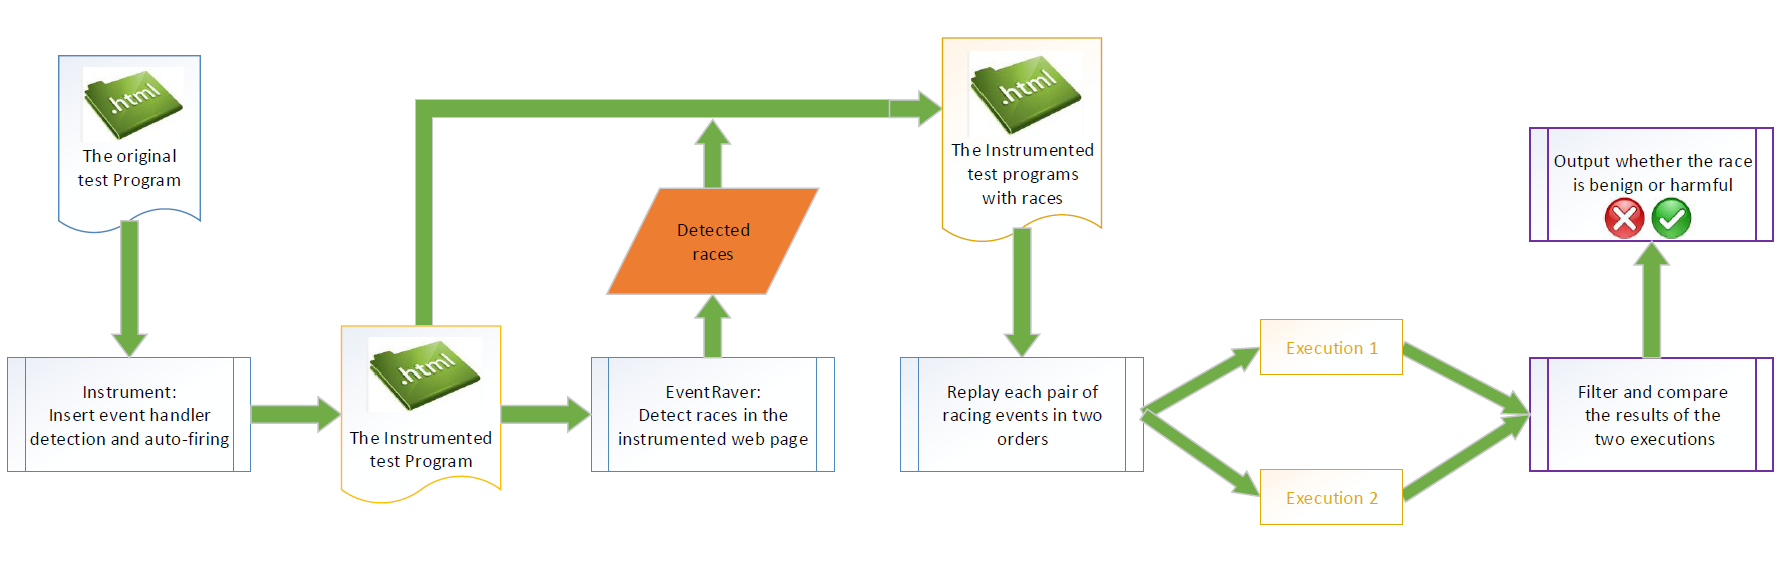 .html
The original
test Program
Instrument:
Insert event handler
detection and auto-firing
.html
The Instrumented
test Program
EventRaver:
Detect races in the
instrumented web page
Detected
races
.html
The Instrumented
test programs
with races
Replay each pair of
racing events in two
orders
Execution 1
Execution 2
Filter and compare
the results of the
two executions
Output whether the race
is benign or harmful